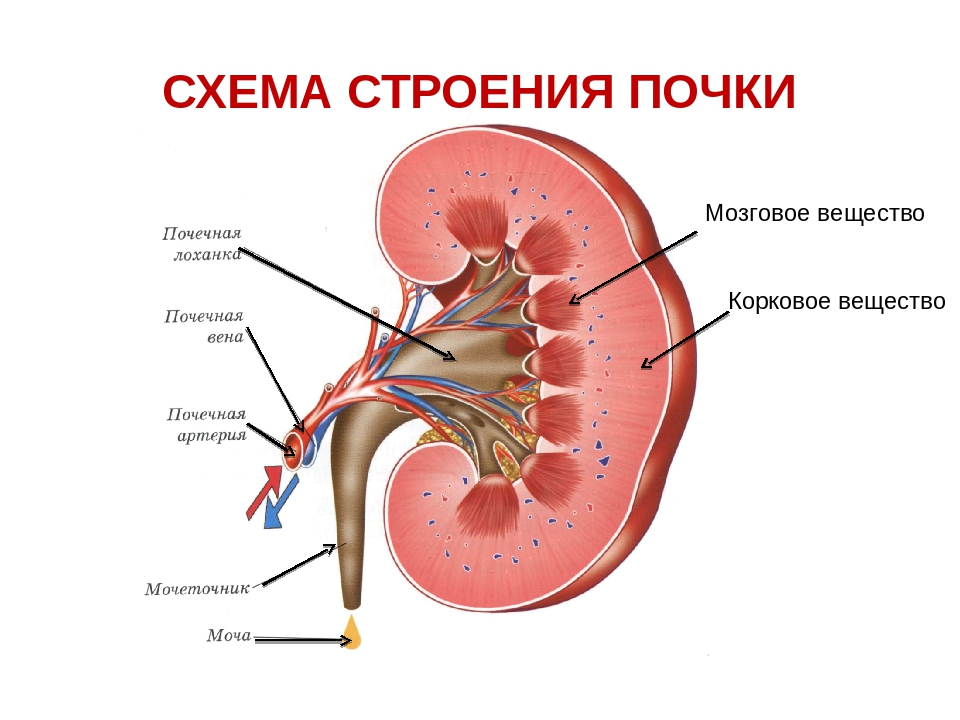 СХЕМА СТРОЕНИЯ ПОЧКИ
Мозговое вещество
Почечная
лоханка
Корковое вещество
Почечная
вена
Почечная
артерия
Мочеточник
Моча